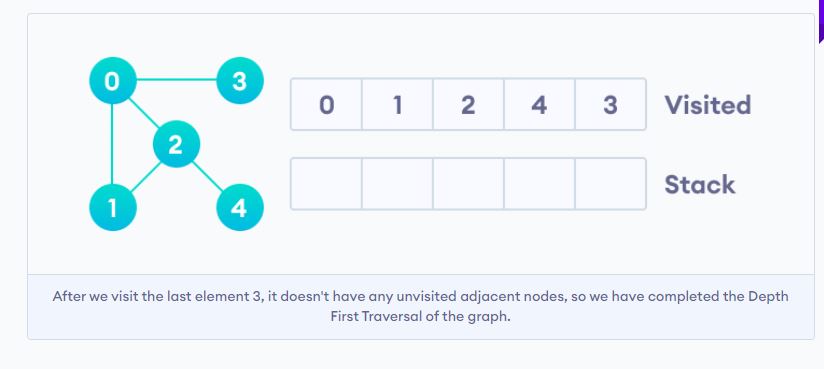 0 3
0 1 2 4 3 Visited
2
Stack
1 4
After we visit the last element 3, it doesn't have any unvisited adjacent nodes, so we have completed the Depth
First Traversal of the graph.